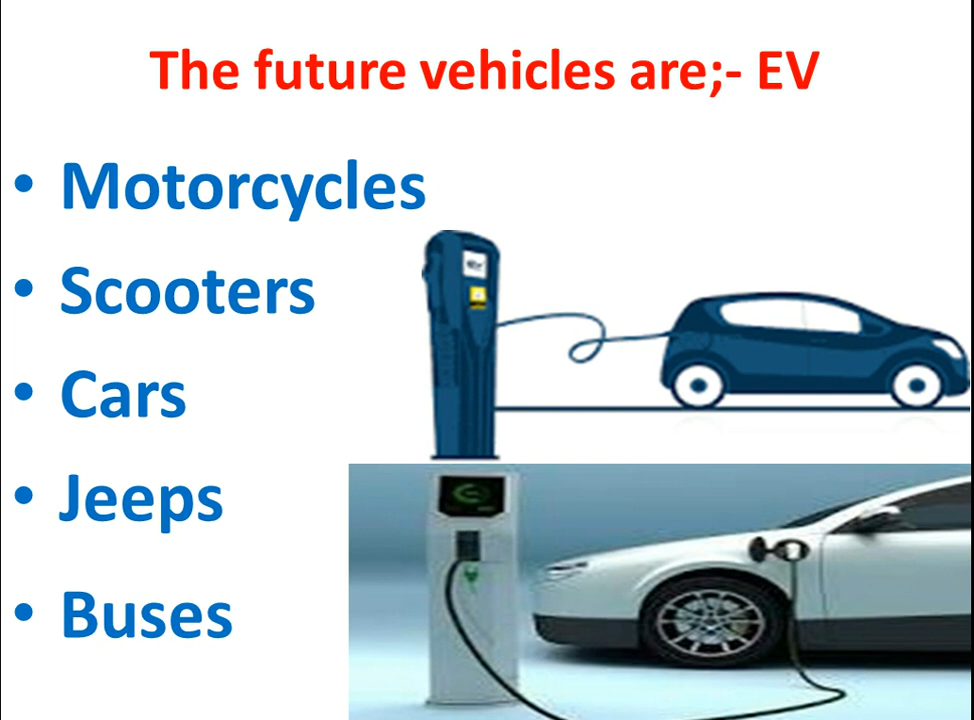 The future vehicles are;- EV
• Motorcycles
• Scooters
• Cars
• Jeeps
• Buses